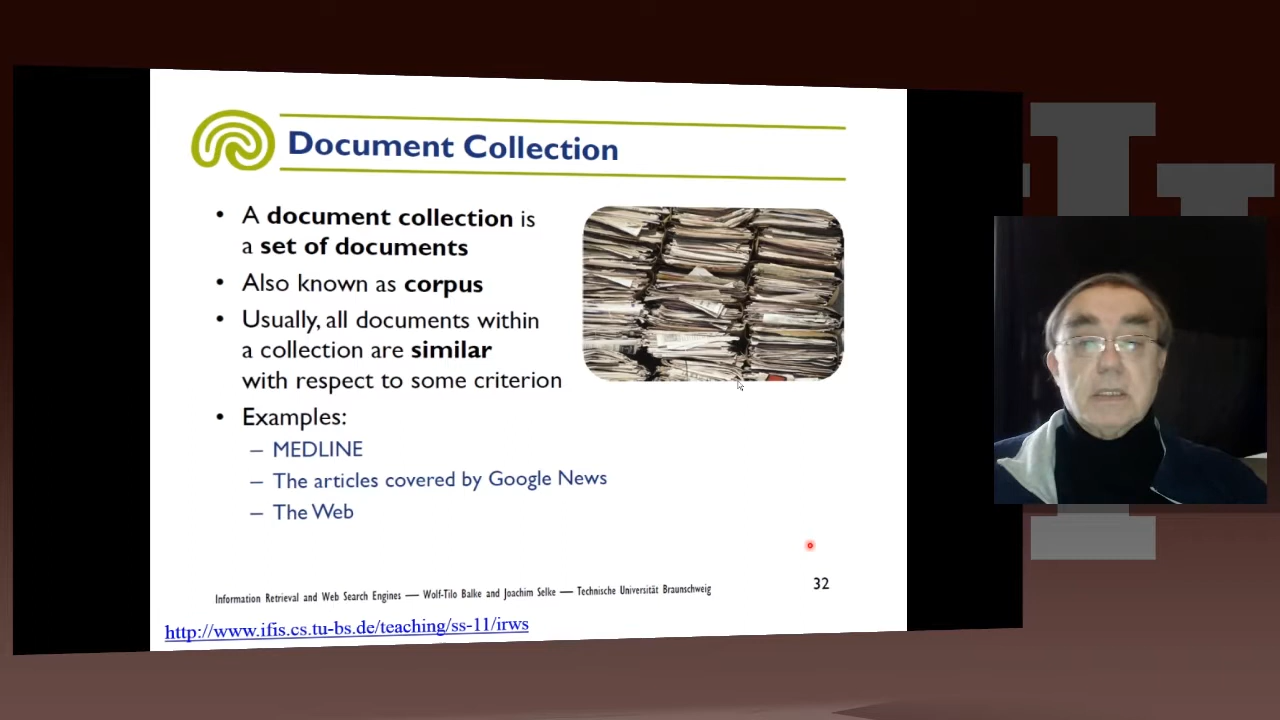 Document Collection
• A document collection is
a set of documents
• Also known as corpus
• Usually, all documents within
a collection are similar
with respect to some criterion
• Examples:
– MEDLINE
– The articles covered by Google News
– The Web
Information Retrieval and Web Search Engines — Wolf-Tilo Balke and Joachim Selke — Technische Universität Braunschweig
32
http://www.ifis.cs.tu-bs.de/teaching/ss-11/irws